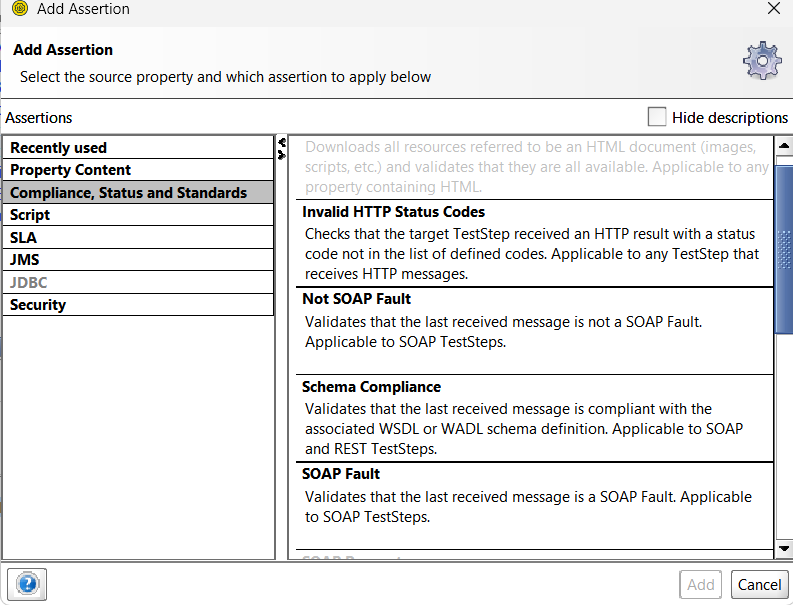 Add Assertion
Add Assertion
Select the source property and which assertion to apply below
Assertions
Hide descriptions
Recently used
Property Content
Compliance, Status and Standards
Script
SLA
JMS
JDBC
Security
Downloads all resources referred to be an HTML document (images,
scripts, etc.) and validates that they are all available. Applicable to any
property containing HTML.
Invalid HTTP Status Codes
Checks that the target TestStep received an HTTP result with a status
code not in the list of defined codes. Applicable to any TestStep that
receives HTTP messages.
Not SOAP Fault
Validates that the last received message is not a SOAP Fault.
Applicable to SOAP TestSteps.
Schema Compliance
Validates that the last received message is compliant with the
associated WSDL or WADL schema definition. Applicable to SOAP
and REST TestSteps.
SOAP Fault
Validates that the last received message is a SOAP Fault. Applicable
to SOAP TestSteps.
Add
Cancel